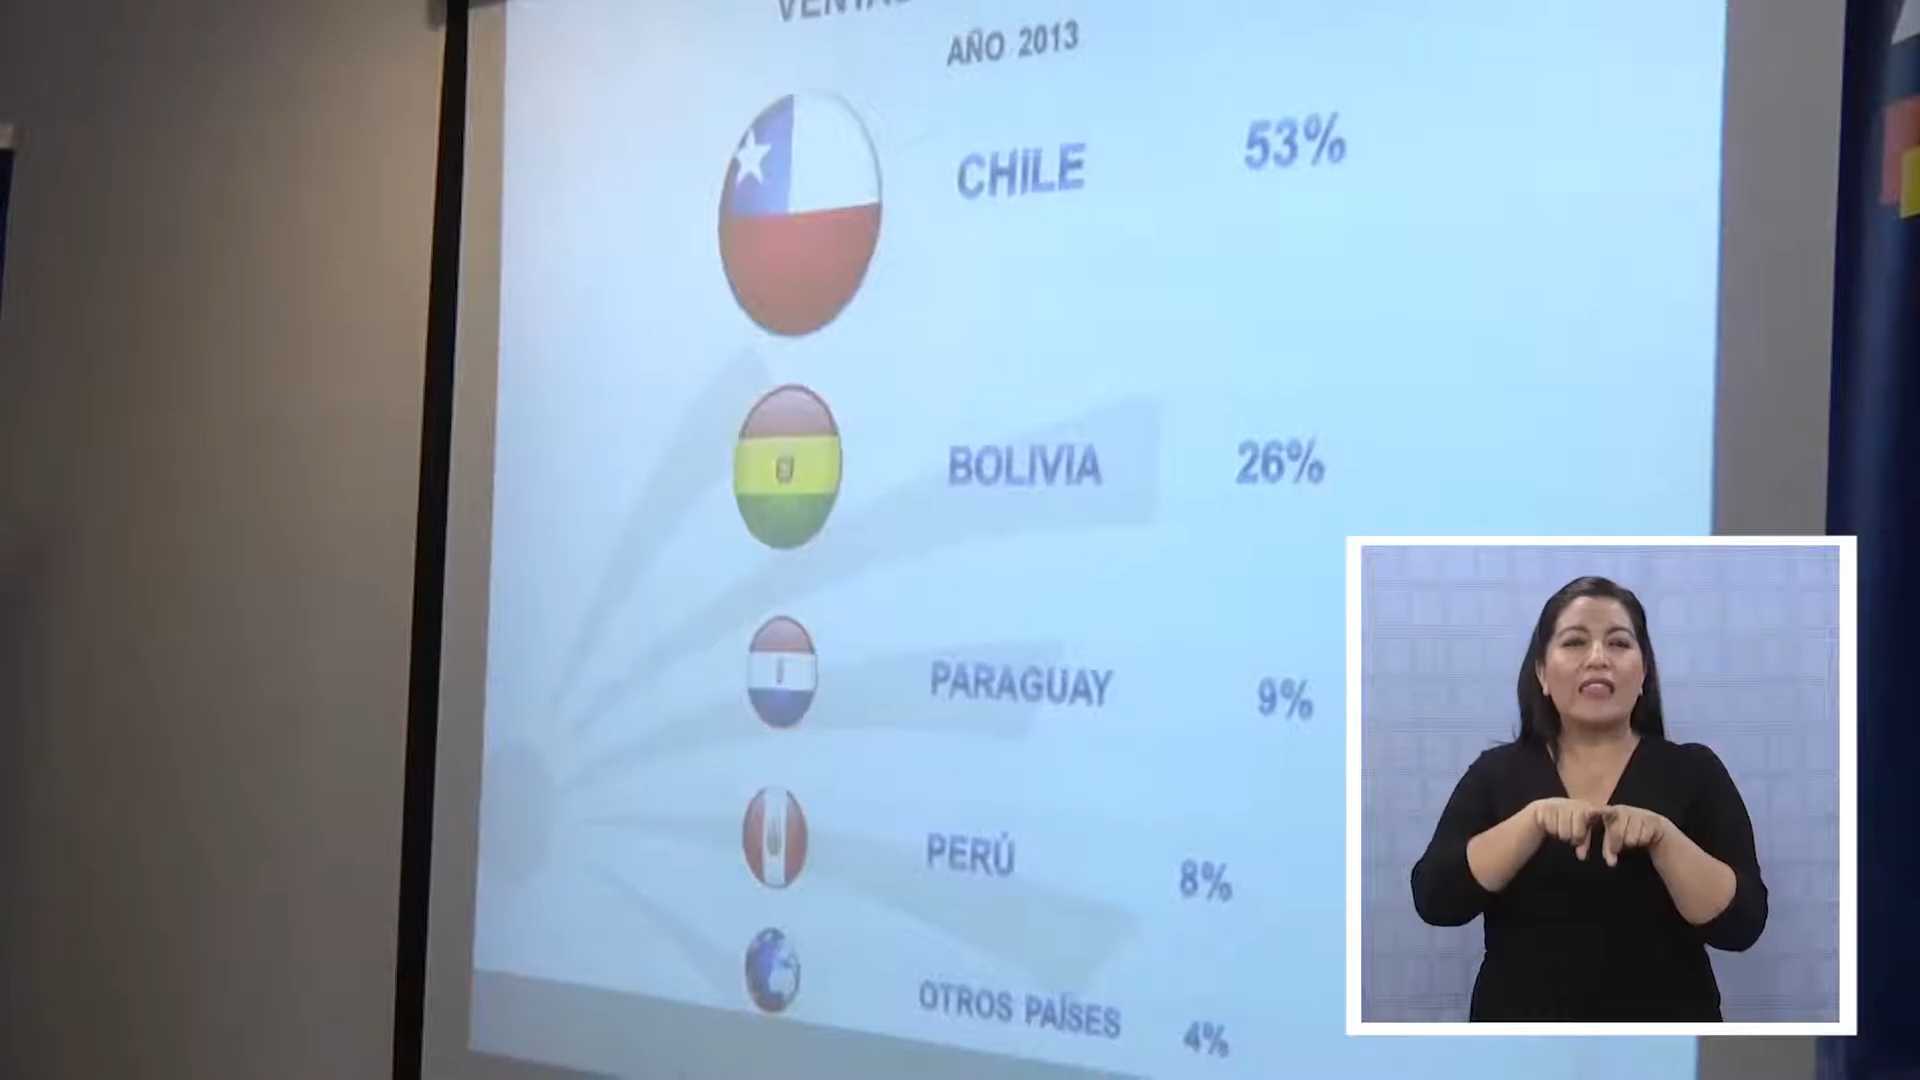 AÑO 2013
CHILE 53%
BOLIVIA 26%
PARAGUAY 9%
PERÚ 8%
OTROS PAÍSES 4%